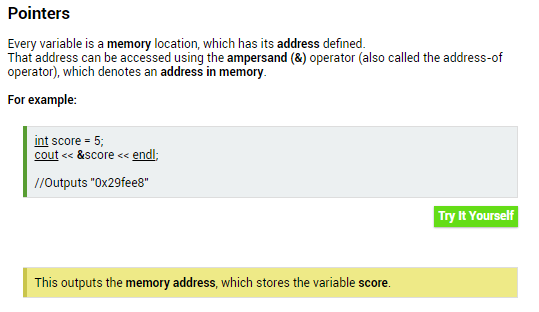 Pointers
Every variable is a memory location, which has its address defined.
That address can be accessed using the ampersand (&) operator (also called the address-of
operator), which denotes an address in memory.
For example:
int score = 5;
cout << &score << endl;
//Outputs "0x29fee8"
Try It Yourself
This outputs the memory address, which stores the variable score.